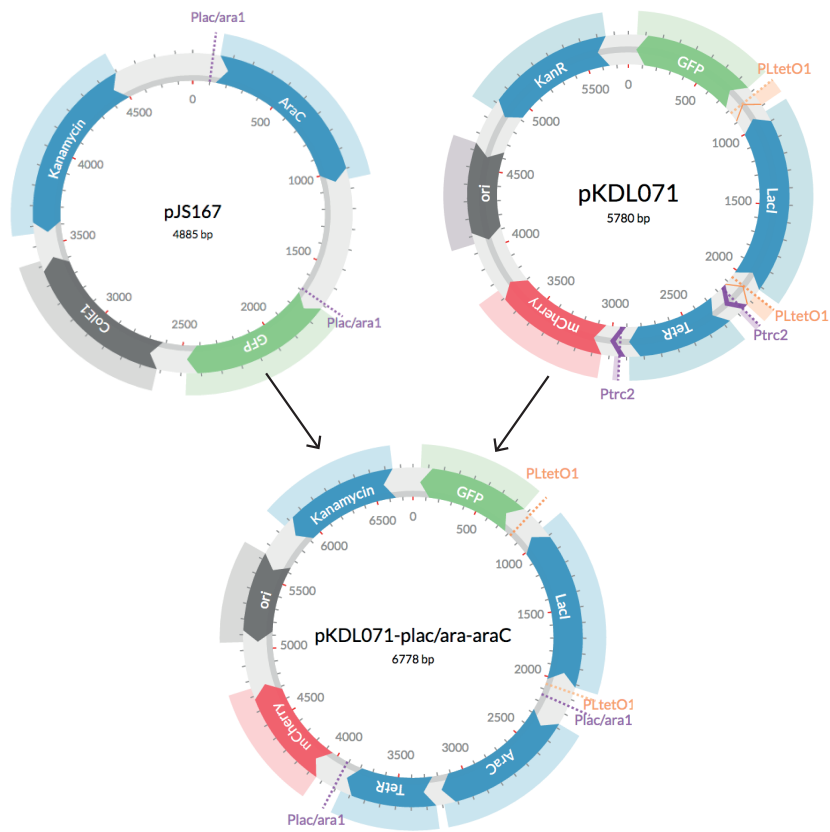 Plac/ara1
AraC
Kanamycin
0
500
1000
1500
2000
2500
3000
3500
4000
4500
pJS167
4885 bp
Plac/ara1
GFP
ColE1
KanR
GFP
PLtetO1
0
500
1000
1500
2000
2500
3000
3500
4000
4500
5000
5500
LacI
ori
pKDL071
5780 bp
PLtetO1
Ptrc2
TetR
mCherry
Ptrc2
Kanamycin
GFP
PLtetO1
0
500
1000
1500
2000
2500
3000
3500
4000
4500
5000
5500
6000
6500
LacI
ori
pKDL071-plac/ara-araC
6778 bp
PLtetO1
Plac/ara1
AraC
TetR
mCherry
Plac/ara1